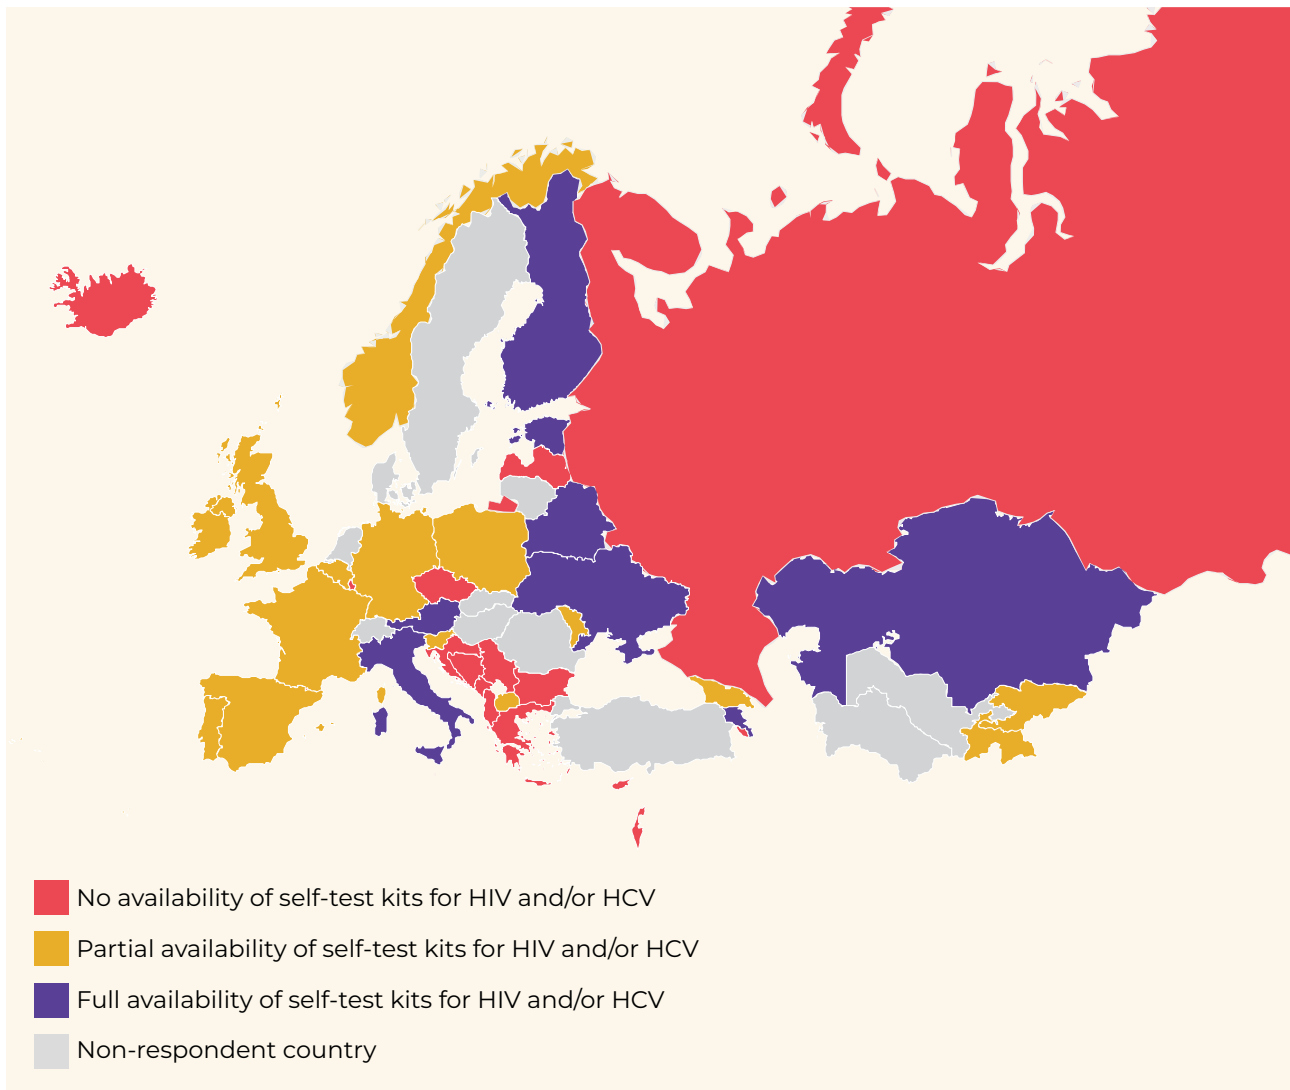 No availability of self-test kits for HIV and/or HCV
Partial availability of self-test kits for HIV and/or HCV
Full availability of self-test kits for HIV and/or HCV
Non-respondent country